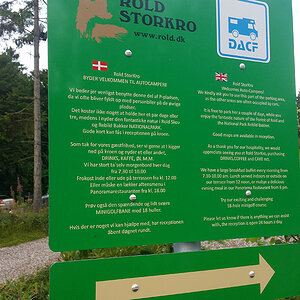 ROLD
STORKRO
www.rold.dk
DACF
Rold StorKro
BYDER VELKOMMEN TIL AUTOCAMPERE
Vi beder jer venligst benytte denne del af P-pladsen,
da vi ofte bliver fyldt op med personbiler på de øvrige
pladser.
Det koster ikke noget at holde her et par dage eller
tre, medens I nyder den fantastiske natur i Rold Skov
og Rebild Bakker NATIONALPARK.
Gode kort kan fås i receptionen på kroen.
Som tak for vores gæstfrihed, ser vi gerne at I kigger
ind på kroen og nyder et eller andet,
DRINKS, KAFFE, ØL M.M.
Vi har stort ta' selv morgenbord hver dag
fra 7.30 til 10.00
Frokost inde eller ude på terrassen fra kl. 12.00
Eller måske en lækker aftensmenu i
Panoramarestauranten fra kl. 18.00
Prøv også den spændende og lidt svære
MINIGOLFBANE med 18 huller.
Hvis der er noget vi kan hjælpe med, har receptionen
åbent døgnet rundt.
Rold StorKro
Welcomes Auto-Campers!
We kindly ask you to use this part of the parking area,
as the other areas are often occupied by cars.
It is free to park for a couple of days, while you
enjoy the fantastic nature of the forest of Rold and
the National Park Rebild Bakker.
Good maps are available in reception.
As a thank you for our hospitality, we would
appreciate seeing you at Rold StorKro, purchasing
DRINKS/COFFEE AND CAKE etc.
We have a large breakfast buffet every morning from
7.30-10.00 am. Lunch served indoors or outside on
our terrace from 12 noon, or maybe a delicious
evening meal in our Panorama Restaurant from 6 pm.
Try our exciting and challenging
18-hole minigolf course.
Please let us know if there is anything we can assist
with, the reception is open 24 hours a day.